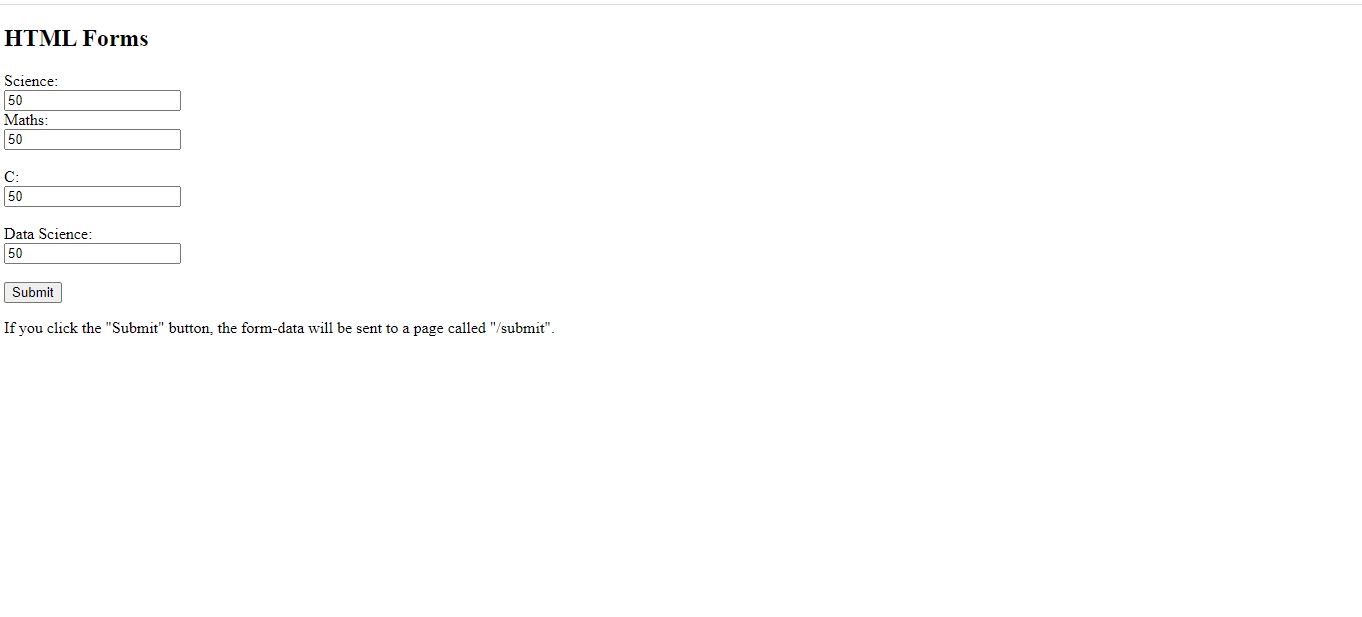 HTML Forms
Science:
50
Maths:
50
C:
50
Data Science:
50
Submit
If you click the "Submit" button, the form-data will be sent to a page called "/submit".